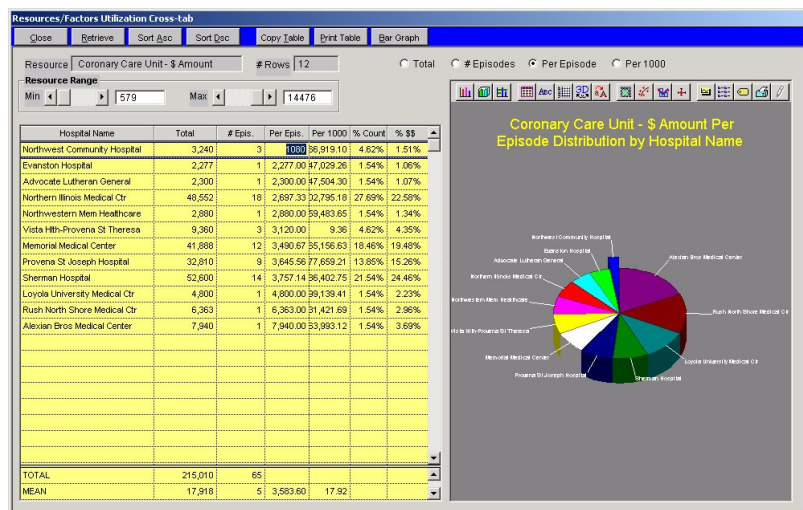 Resources/Factors Utilization Cross-tab
Close Retrieve Sort Asc Sort Dsc Copy Table Print Table Bar Graph
Resource Coronary Care Unit - $ Amount # Rows 12 Total # Episodes Per Episode Per 1000
Resource Range
Min 579 Max 14476
Hospital Name Total # Epis. Per Epis. Per 1000 % Count % $$
Northwest Community Hospital 3,240 3 1080 36,919.10 4.62% 1.51%
Evanston Hospital 2,277 1 2,277.00 47,029.26 1.54% 1.06%
Advocate Lutheran General 2,300 1 2,300.00 47,504.30 1.54% 1.07%
Northern Illinois Medical Ctr 48,552 18 2,697.33 02,795.18 27.69% 22.58%
Northwestern Mem Healthcare 2,880 1 2,880.00 59,483.65 1.54% 1.34%
Vista Hlth-Provena St Theresa 9,360 3 3,120.00 9.36 4.62% 4.35%
Memorial Medical Center 41,888 12 3,490.67 35,156.63 18.46% 19.48%
Provena St Joseph Hospital 32,810 9 3,645.56 77,659.21 13.85% 15.26%
Sherman Hospital 52,600 14 3,757.14 36,402.75 21.54% 24.46%
Loyola University Medical Ctr 4,800 1 4,800.00 99,139.41 1.54% 2.23%
Rush North Shore Medical Ctr 6,363 1 6,363.00 31,421.69 1.54% 2.96%
Alexian Bros Medical Center 7,940 1 7,940.00 53,993.12 1.54% 3.69%
TOTAL 215,010 65
MEAN 17,918 5 3,583.60 17.92
ABC 3D
Coronary Care Unit - $ Amount Per
Episode Distribution by Hospital Name
Northwest Community Hospital
Evanston Hospital
Alexian Bros Medical Center
Advocate Lutheran General
Northern Illinois Medical Ctr
Northwestern Mem Healthcare
Rush North Shore Medical Ctr
Vista Hlth-Provena St Theresa
Memorial Medical Center
Loyola University Medical Ctr
Provena St Joseph Hospital
Sherman Hospital